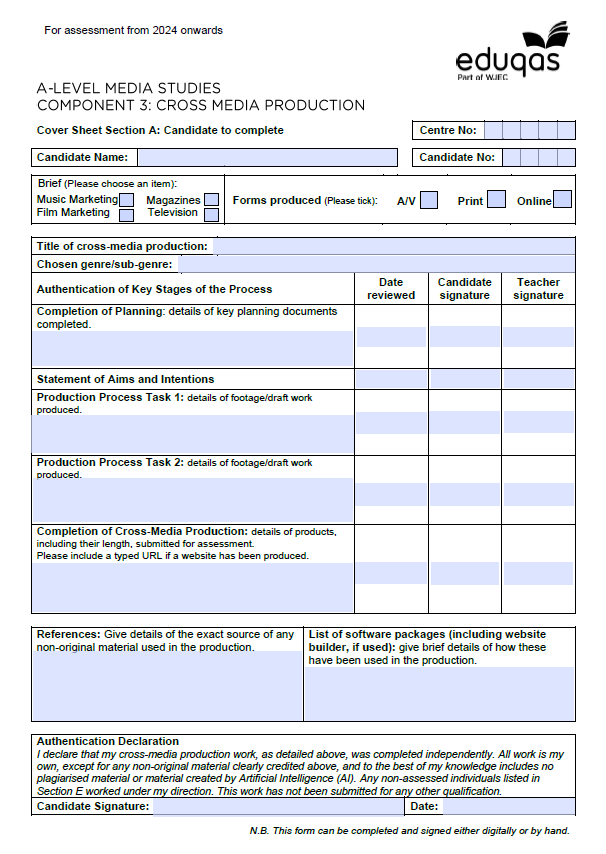 For assessment from 2024 onwards
eduqas
Part of WJEC
A-LEVEL MEDIA STUDIES
COMPONENT 3: CROSS MEDIA PRODUCTION
Cover Sheet Section A: Candidate to complete
Centre No:
Candidate Name:
Candidate No:
Brief (Please choose an item):
Music Marketing
Magazines
Film Marketing
Television
Forms produced (Please tick):
A/V
Print
Online
Title of cross-media production:
Chosen genre/sub-genre:
Authentication of Key Stages of the Process
Date
reviewed
Candidate
signature
Teacher
signature
Completion of Planning: details of key planning documents
completed.
Statement of Aims and Intentions
Production Process Task 1: details of footage/draft work
produced.
Production Process Task 2: details of footage/draft work
produced.
Completion of Cross-Media Production: details of products,
including their length, submitted for assessment.
Please include a typed URL if a website has been produced.
References: Give details of the exact source of any
non-original material used in the production.
List of software packages (including website
builder, if used): give brief details of how these
have been used in the production.
Authentication Declaration
I declare that my cross-media production work, as detailed above, was completed independently. All work is my
own, except for any non-original material clearly credited above, and to the best of my knowledge includes no
plagiarised material or material created by Artificial Intelligence (AI). Any non-assessed individuals listed in
Section E worked under my direction. This work has not been submitted for any other qualification.
Candidate Signature:
Date:
N.B. This form can be completed and signed either digitally or by hand.